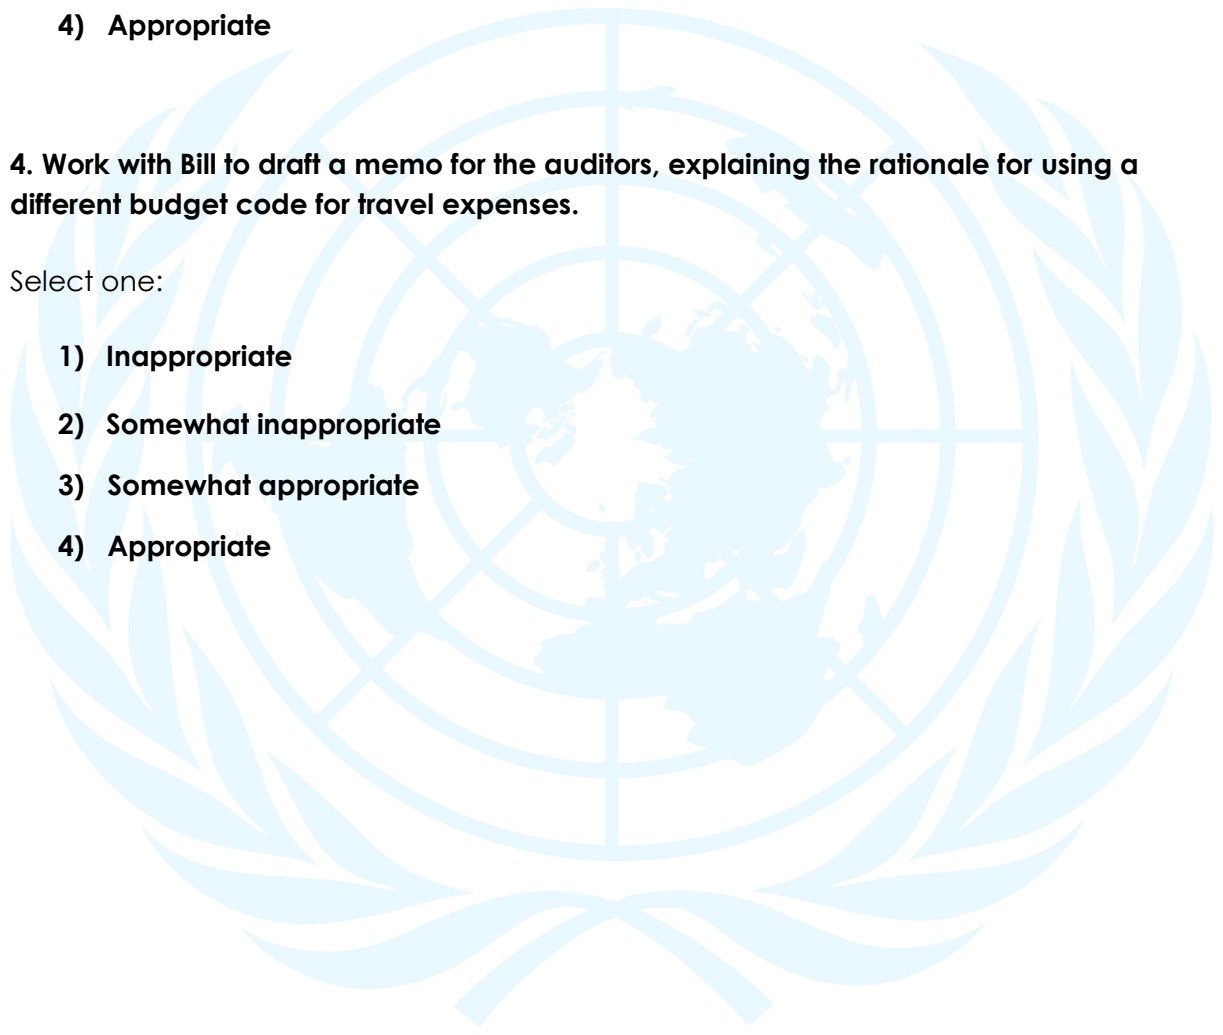 4) Appropriate
4. Work with Bill to draft a memo for the auditors, explaining the rationale for using a
different budget code for travel expenses.
Select one:
1) Inappropriate
2) Somewhat inappropriate
3) Somewhat appropriate
4) Appropriate